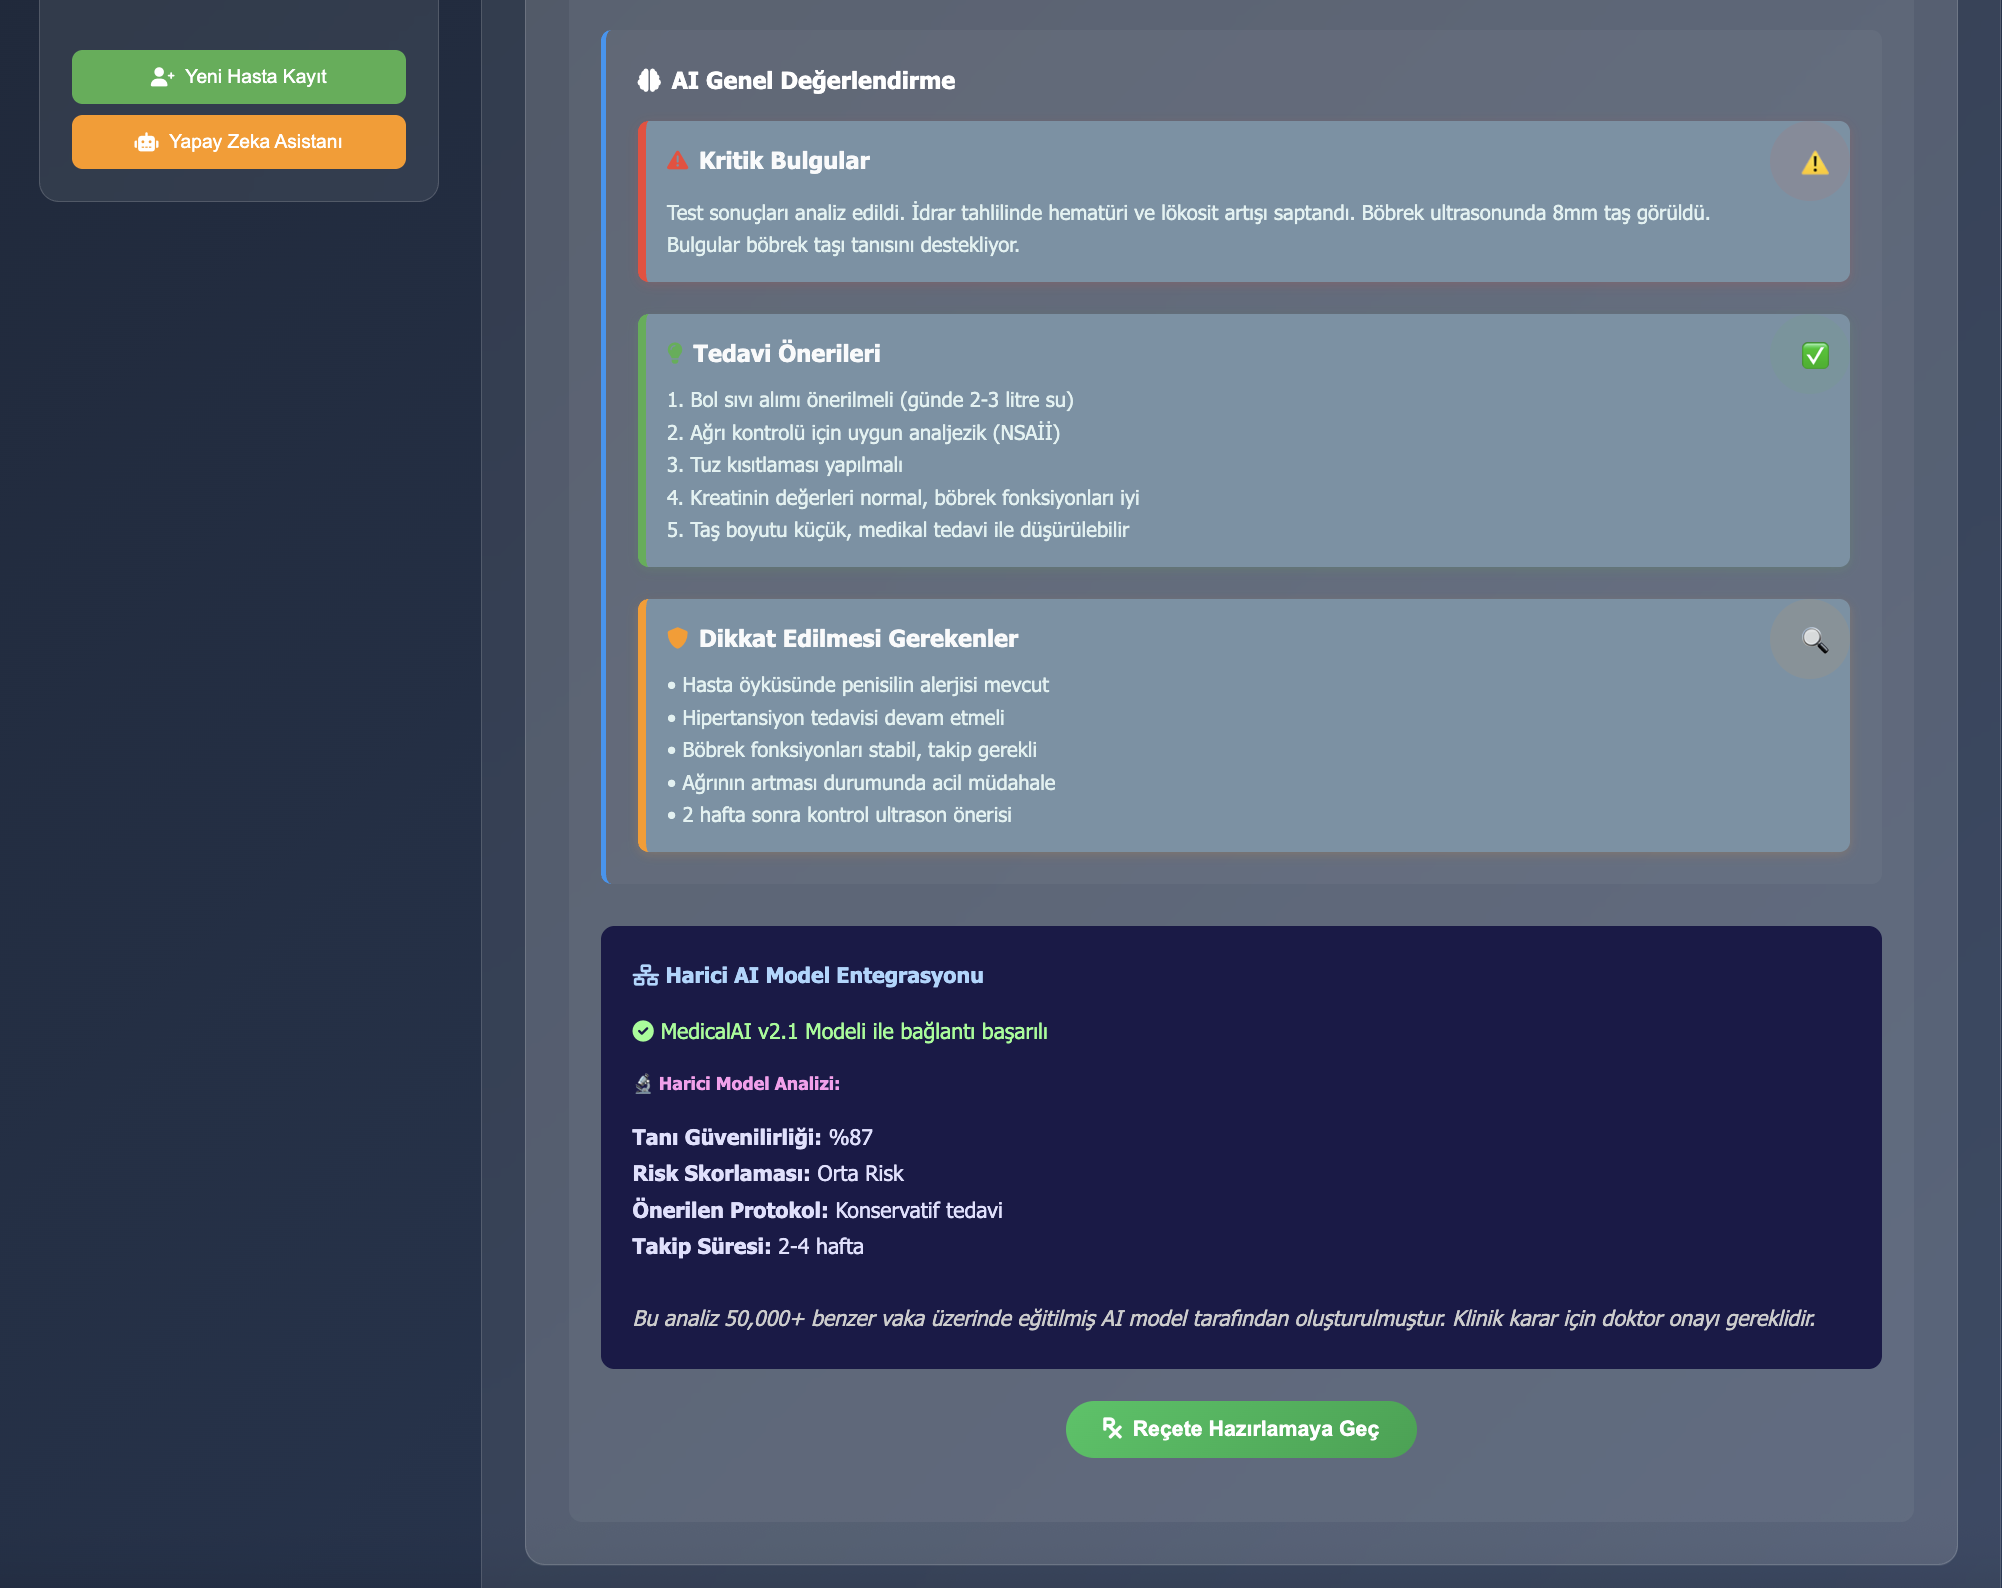 Yeni Hasta Kayıt
Yapay Zeka Asistanı
AI Genel Değerlendirme
Kritik Bulgular
Test sonuçları analiz edildi. İdrar tahlilinde hematüri ve lökosit artışı saptandı. Böbrek ultrasonunda 8mm taş görüldü.
Bulgular böbrek taşı tanısını destekliyor.
Tedavi Önerileri
1. Bol sıvı alımı önerilmeli (günde 2-3 litre su)
2. Ağrı kontrolü için uygun analjezik (NSAİİ)
3. Tuz kısıtlaması yapılmalı
4. Kreatinin değerleri normal, böbrek fonksiyonları iyi
5. Taş boyutu küçük, medikal tedavi ile düşürülebilir
Dikkat Edilmesi Gerekenler
• Hasta öyküsünde penisilin alerjisi mevcut
• Hipertansiyon tedavisi devam etmeli
• Böbrek fonksiyonları stabil, takip gerekli
• Ağrının artması durumunda acil müdahale
• 2 hafta sonra kontrol ultrason önerisi
Harici AI Model Entegrasyonu
MedicalAI v2.1 Modeli ile bağlantı başarılı
Harici Model Analizi:
Tanı Güvenilirliği: %87
Risk Skorlaması: Orta Risk
Önerilen Protokol: Konservatif tedavi
Takip Süresi: 2-4 hafta
Bu analiz 50,000+ benzer vaka üzerinde eğitilmiş AI model tarafından oluşturulmuştur. Klinik karar için doktor onayı gereklidir.
Reçete Hazırlamaya Geç